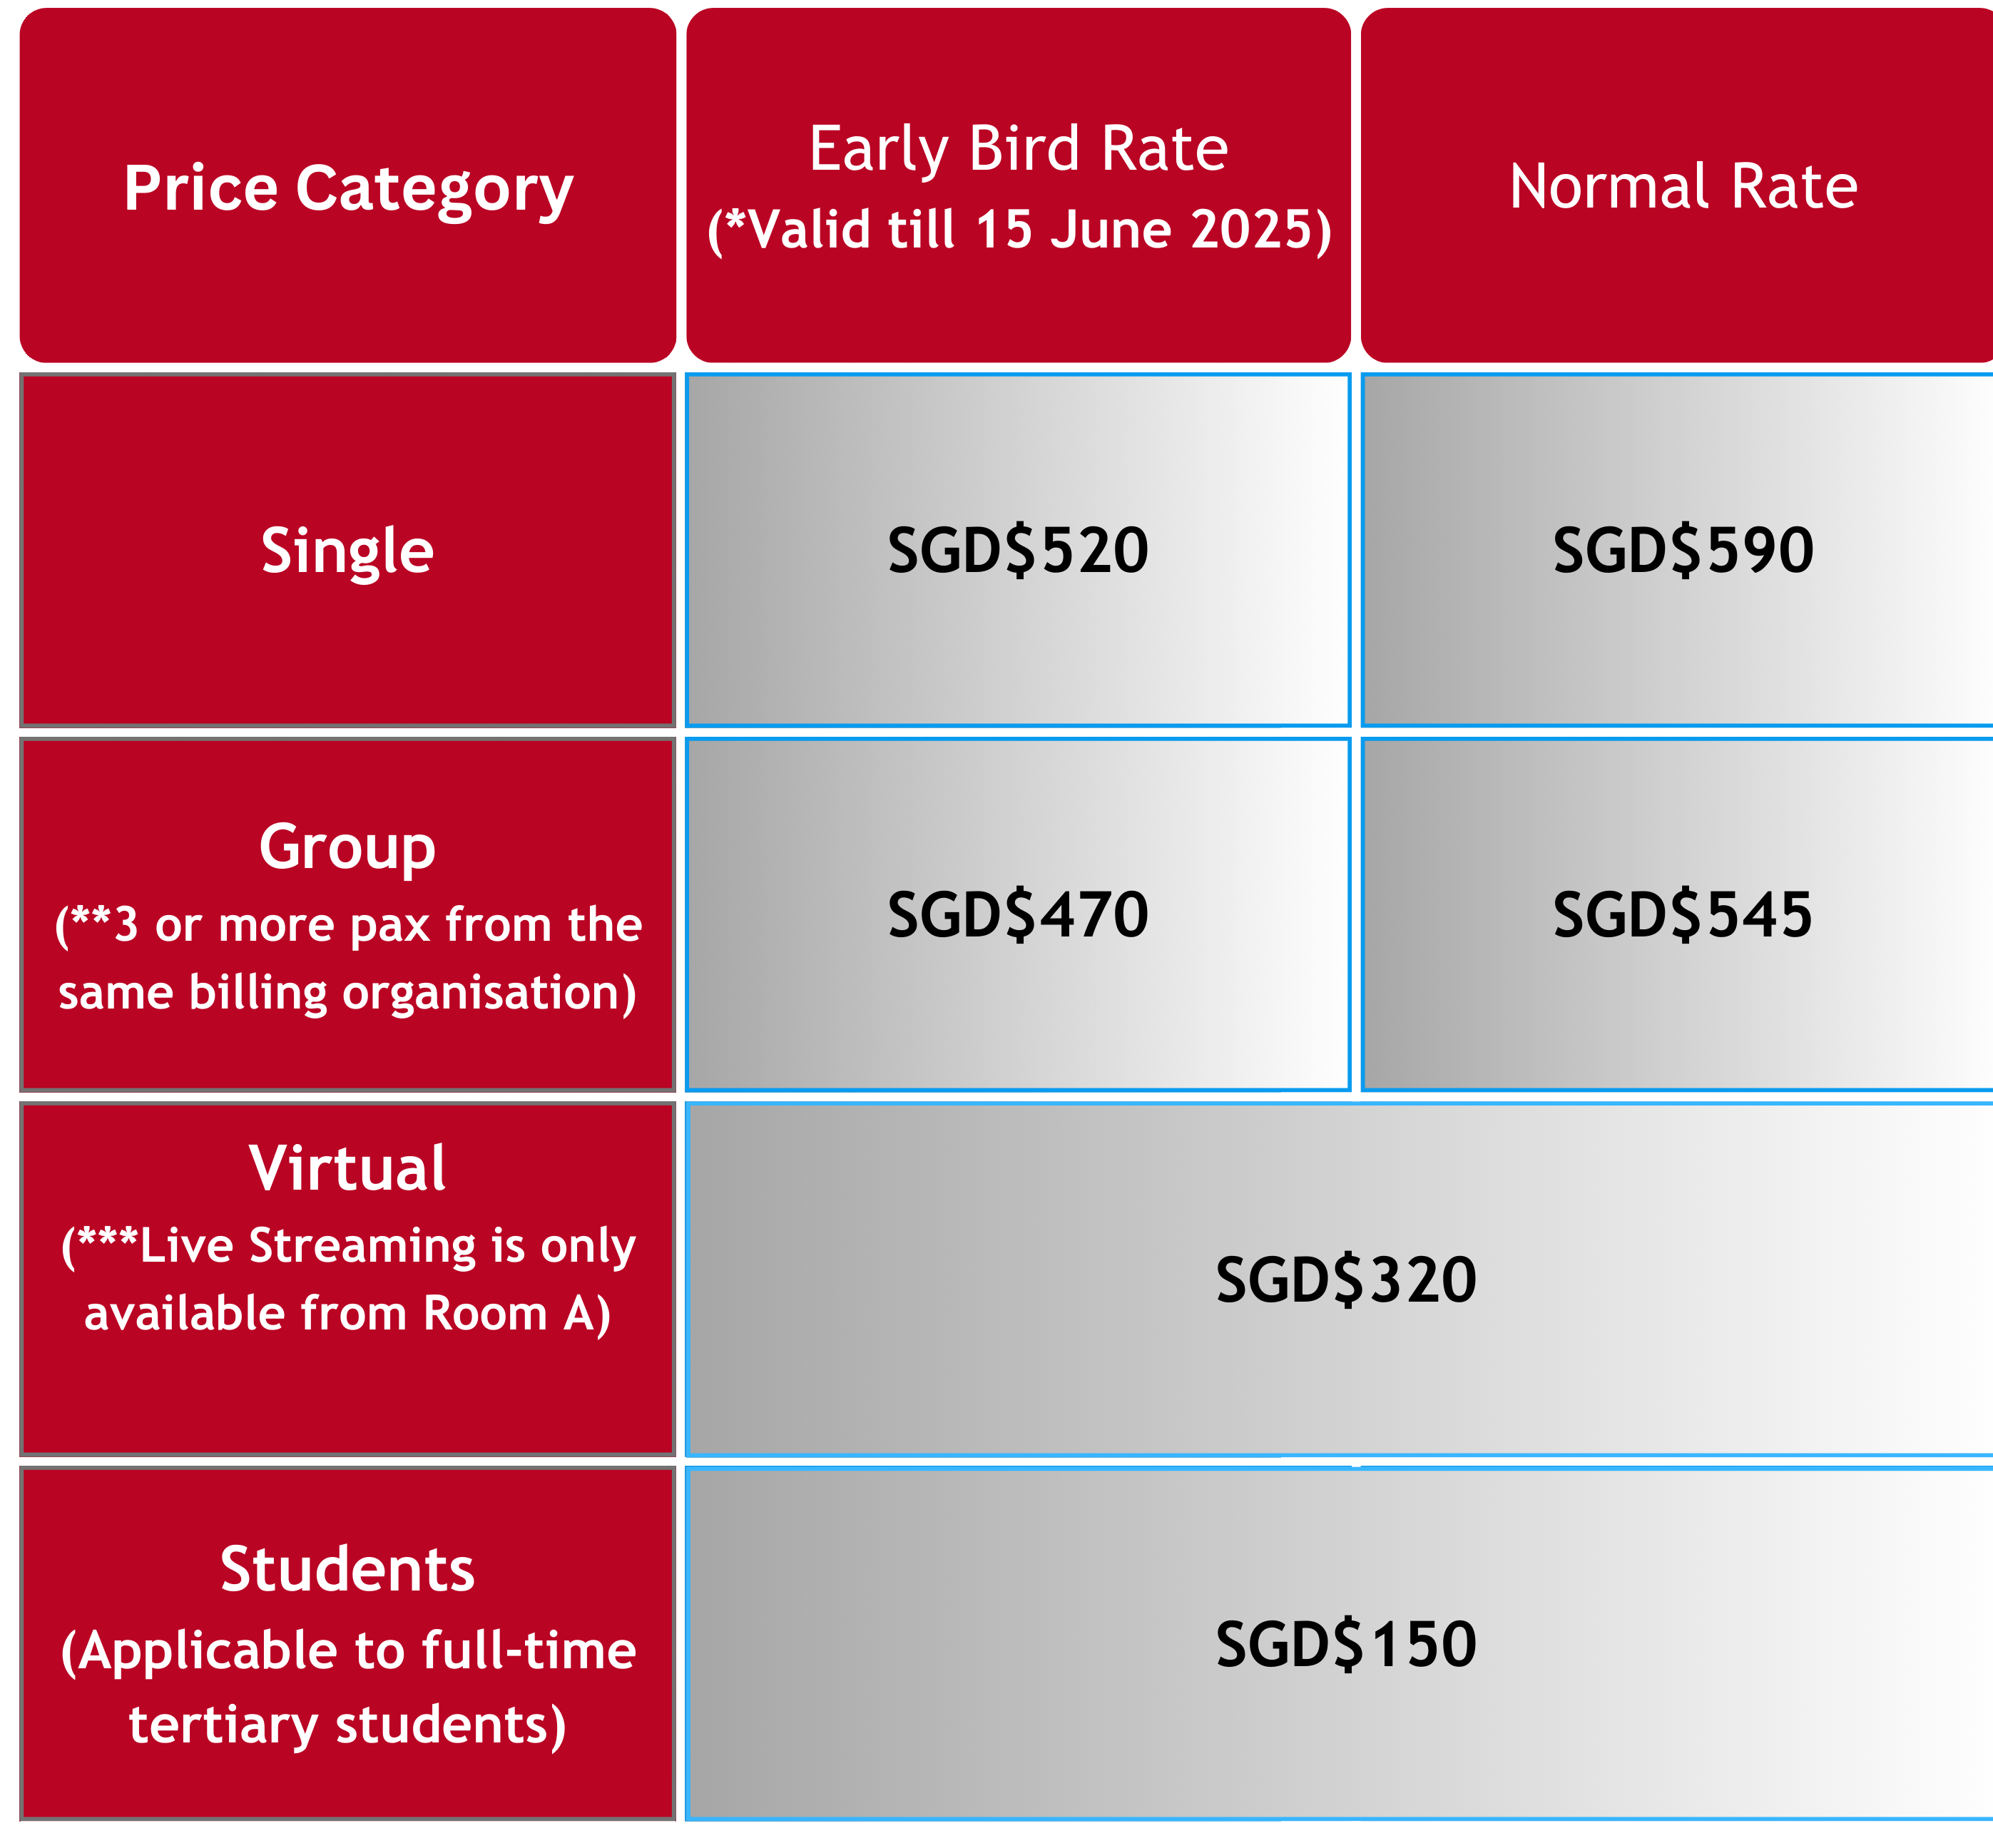 Price Category
Early Bird Rate
(*Valid till 15 June 2025)
Normal Rate
Single
SGD$520
SGD$590
Group
(**3 or more pax from the
same billing organisation)
SGD$470
SGD$545
Virtual
(***Live Streaming is only
available from Room A)
SGD$320
Students
(Applicable to full-time
tertiary students)
SGD$150